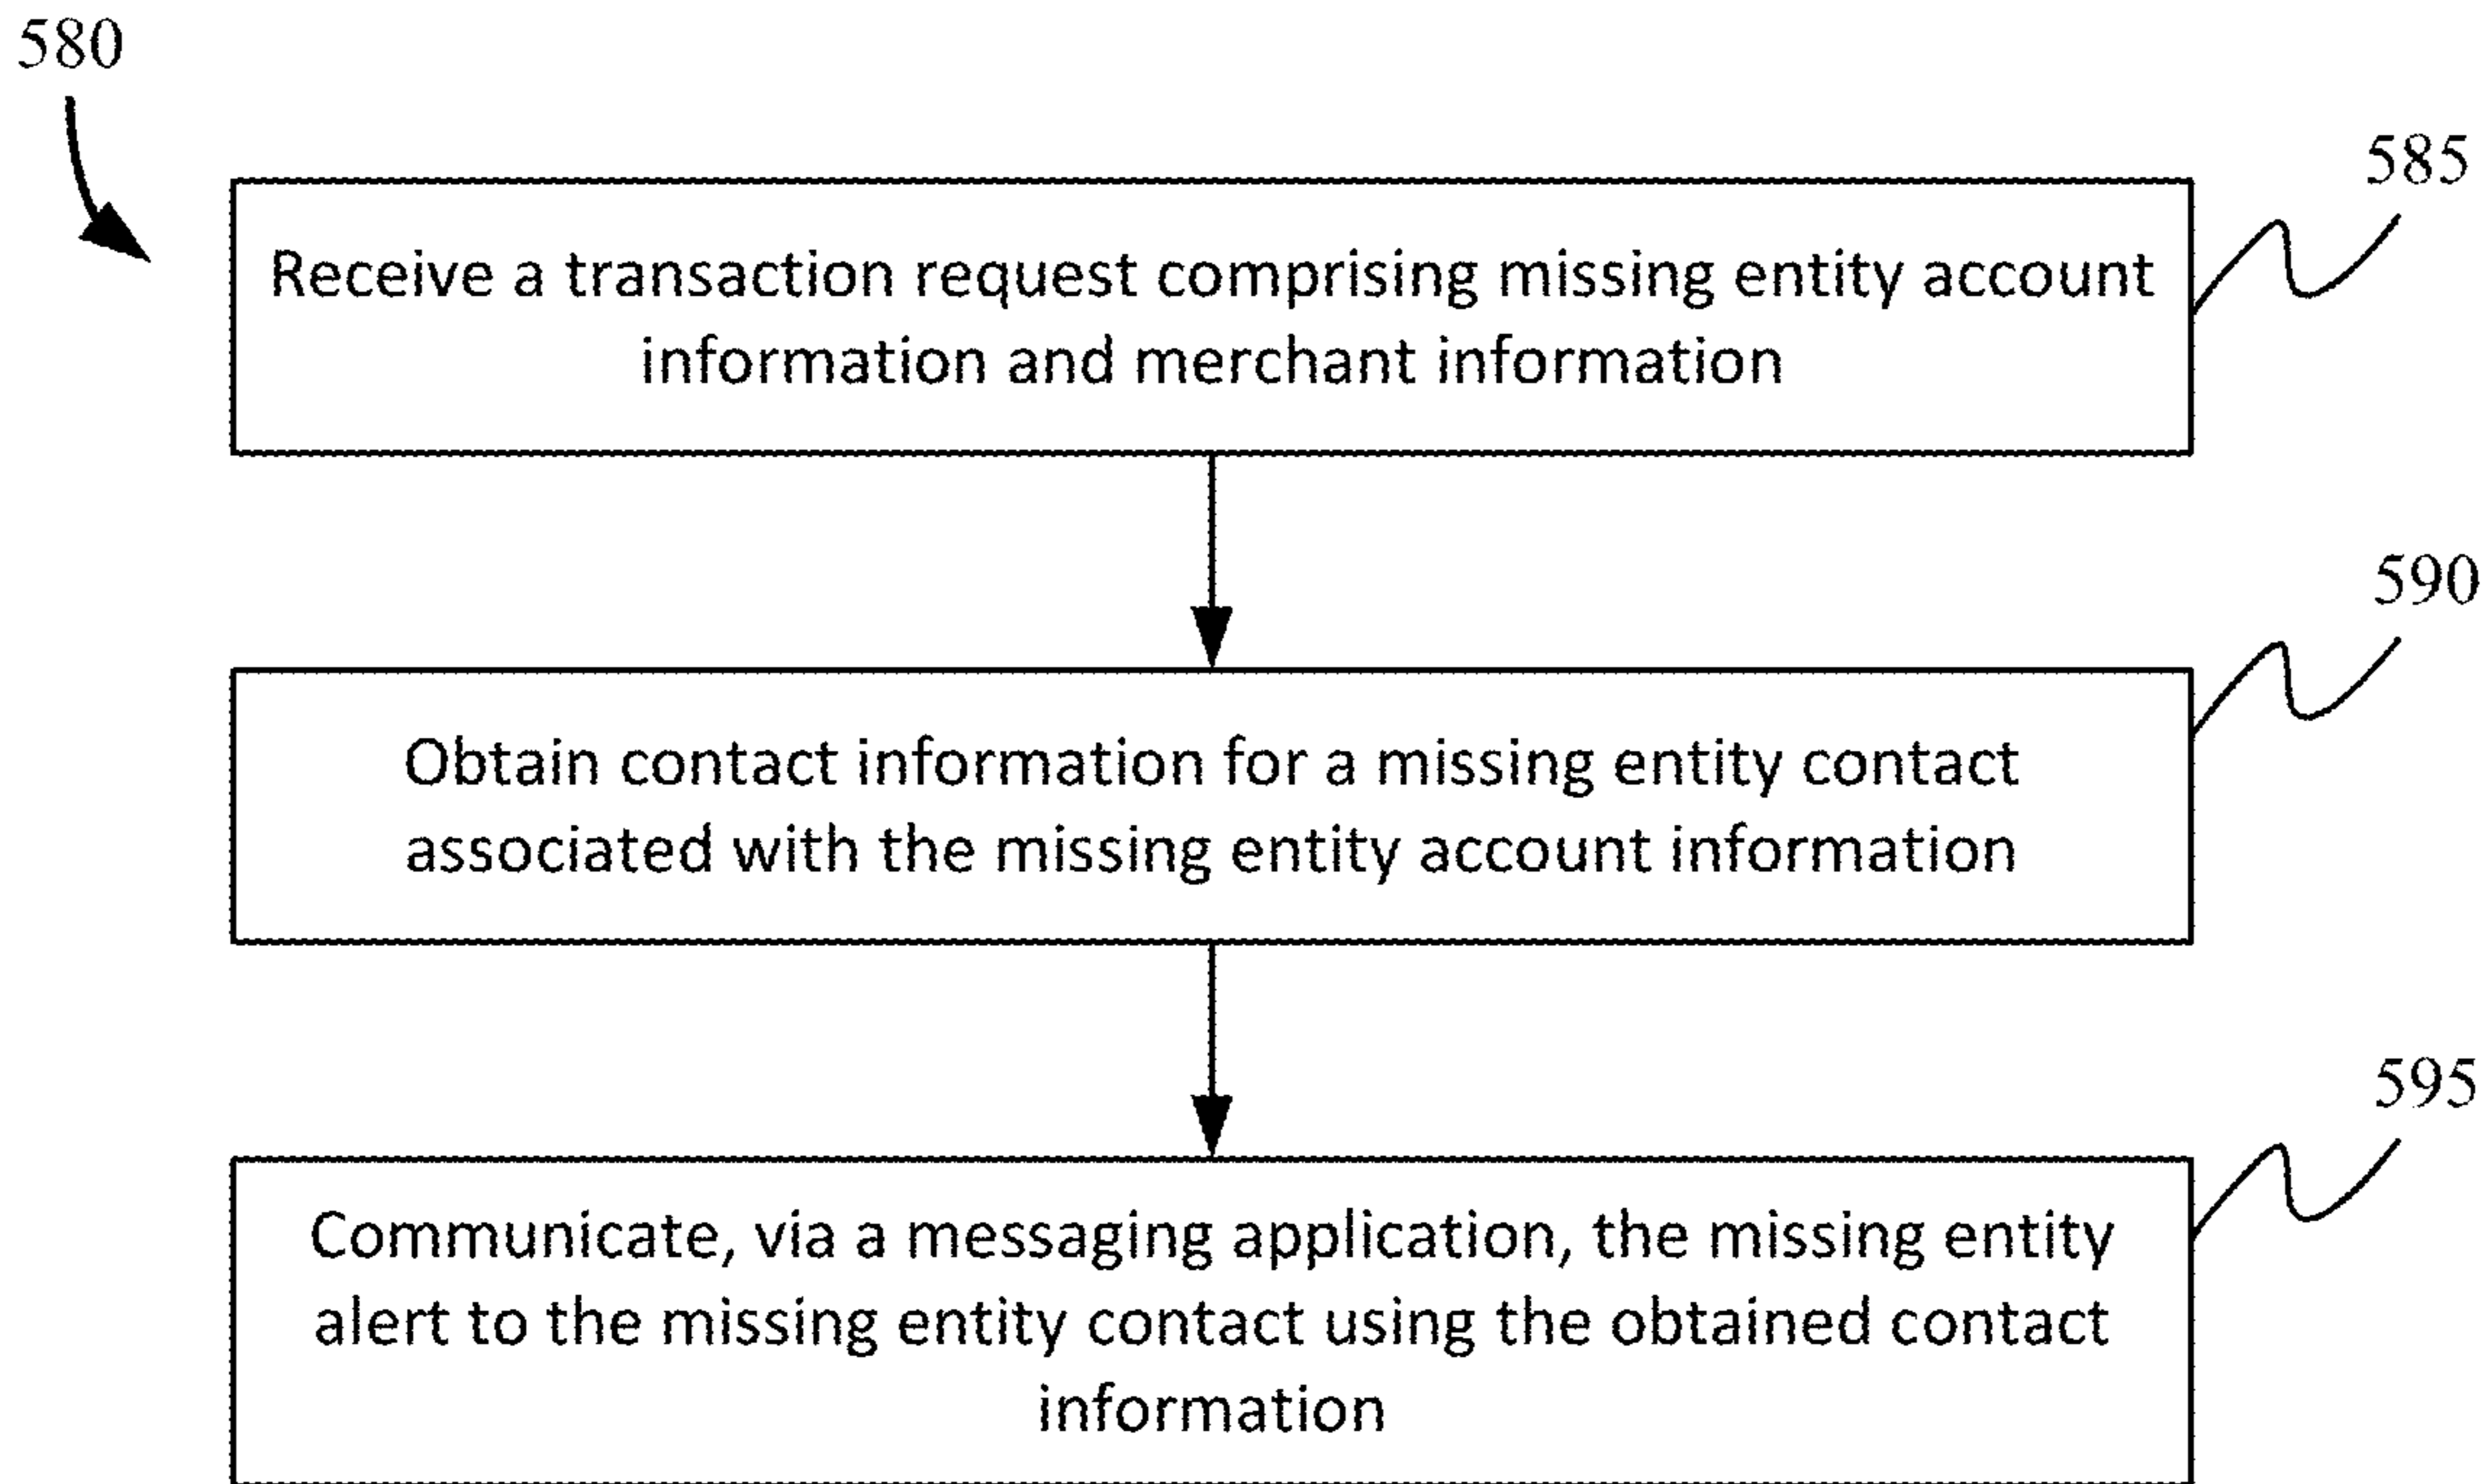 580
585
Receive a transaction request comprising missing entity account
information and merchant information
590
Obtain contact information for a missing entity contact
associated with the missing entity account information
595
Communicate, via a messaging application, the missing entity
alert to the missing entity contact using the obtained contact
information